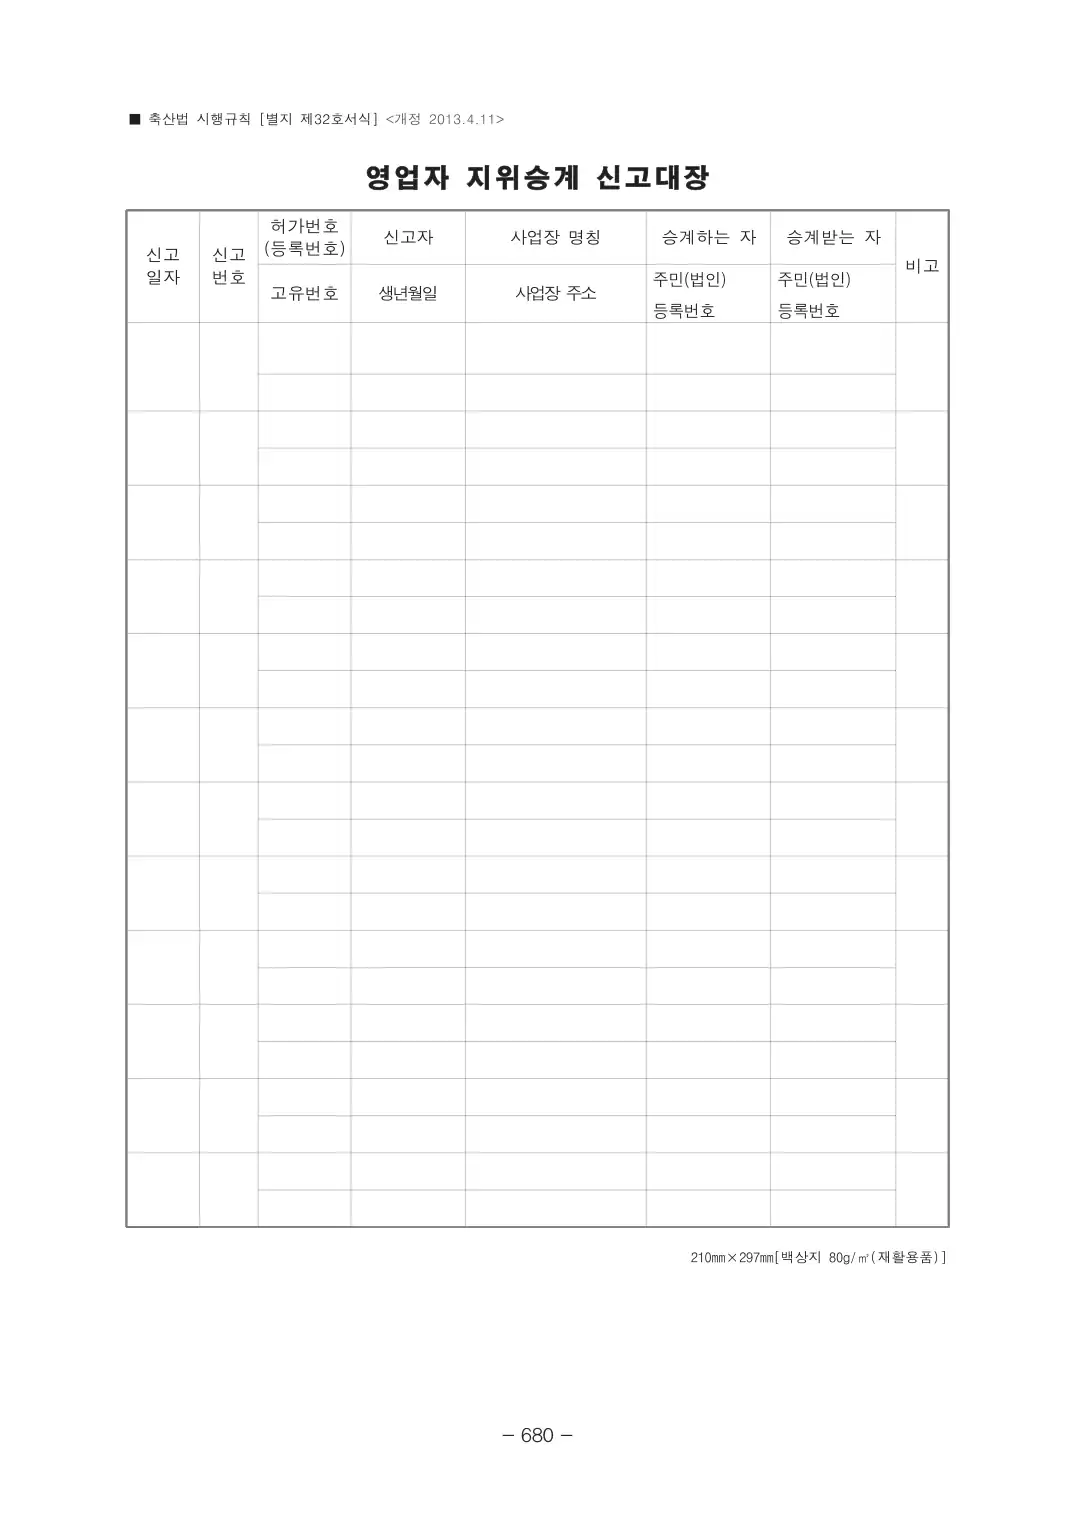 ■ 축산법 시행규칙 [별지 제32호서식] <개정 2013.4.11>
영업자 지위승계 신고대장
신고
일자
신고
번호
허가번호
(등록번호)
신고자
사업장 명칭
승계하는 자
승계받는 자
비고
고유번호
생년월일
사업장 주소
주민(법인)
등록번호
주민(법인)
등록번호
210㎜×297㎜[백상지 80g/㎡(재활용품)]
- 680 -